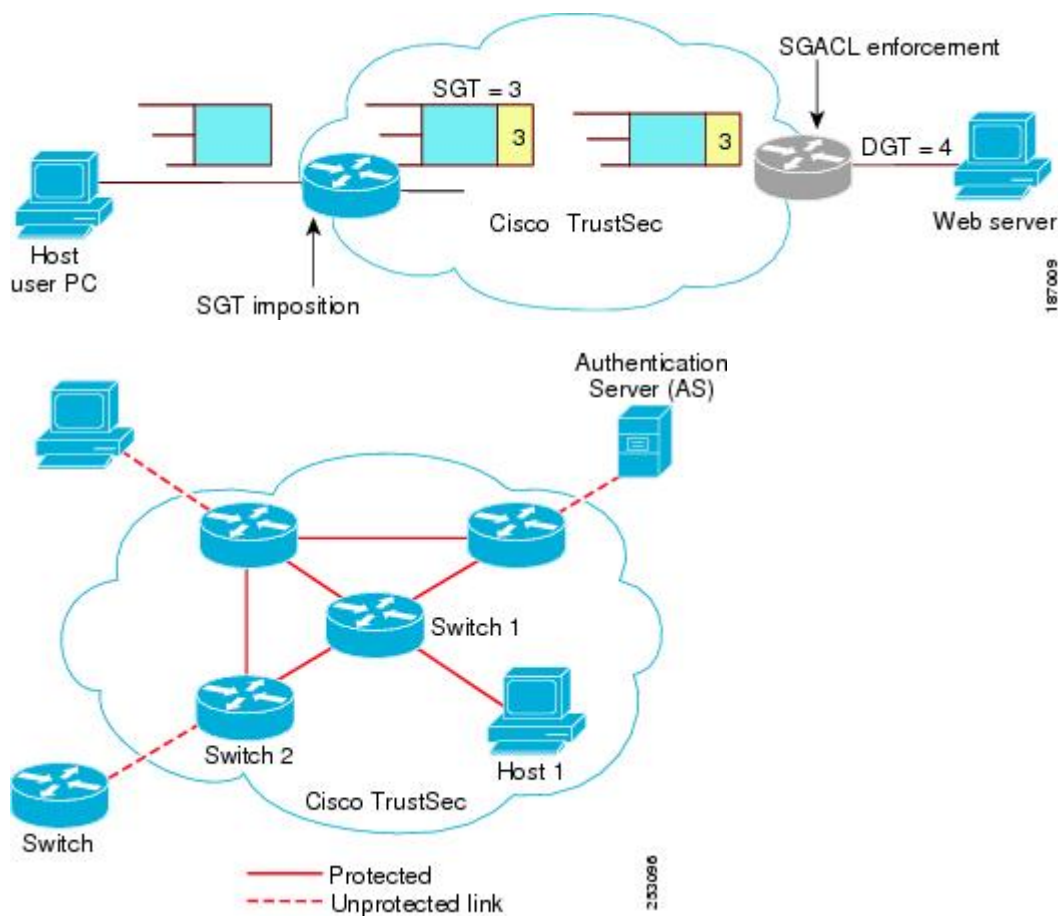 SGACL enforcement
SGT = 3
3
3
DGT = 4
Cisco TrustSec
Host
user PC
Web server
SGT imposition
187009
Authentication
Server (AS)
Switch 1
Switch 2
Host 1
Cisco TrustSec
Switch
Protected
Unprotected link
253096